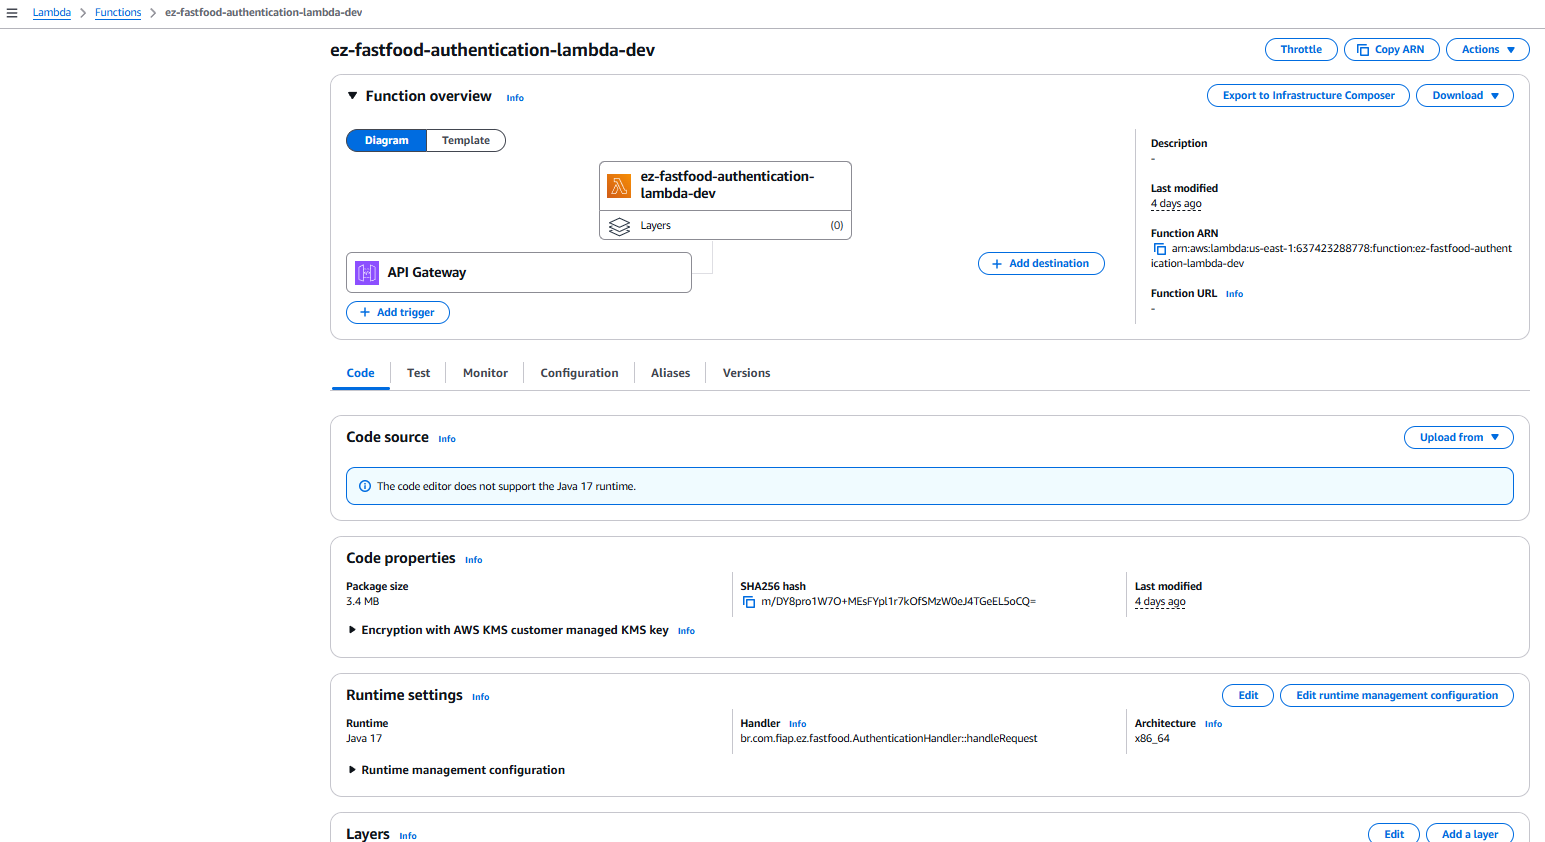 Lambda > Functions > ez-fastfood-authentication-lambda-dev
ez-fastfood-authentication-lambda-dev
Throttle
Copy ARN
Actions
Function overview Info
Export to Infrastructure Composer
Download
Diagram
Template
ez-fastfood-authentication-
lambda-dev
Layers (0)
API Gateway
+ Add trigger
+ Add destination
Description
-
Last modified
4 days ago
Function ARN
arn:aws:lambda:us-east-1:637423288778:function:ez-fastfood-authent
ication-lambda-dev
Function URL Info
-
Code
Test
Monitor
Configuration
Aliases
Versions
Code source Info
Upload from
The code editor does not support the Java 17 runtime.
Code properties Info
Package size
3.4 MB
SHA256 hash
m/DY8pro1W7O+MEsFYpl1r7kOfSMzW0eJ4TGeEL5oCQ=
Last modified
4 days ago
Encryption with AWS KMS customer managed KMS key Info
Runtime settings Info
Edit
Edit runtime management configuration
Runtime
Java 17
Handler Info
br.com.fiap.ez.fastfood.AuthenticationHandler::handleRequest
Architecture Info
x86_64
Runtime management configuration
Layers Info
Edit
Add a layer